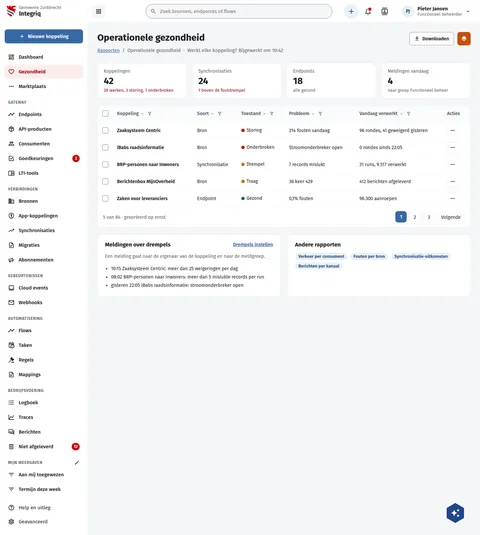 Gemeente Zuiddrecht
Integriq
Zoek bronnen, endpoints of flows
PJ
Pieter Jansen
Functioneel beheerder
+ Nieuwe koppeling
Dashboard
Gezondheid
Marktplaats
GATEWAY
Endpoints
API-producten
Consumenten
Goedkeuringen
LTI-tools
VERBINDINGEN
Bronnen
App-koppelingen
Synchronisaties
Migraties
Abonnementen
GEBEURTENISSEN
Cloud events
Webhooks
AUTOMATISERING
Flows
Taken
Regels
Mappings
BEDRIJFSVOERING
Logboek
Traces
Berichten
Niet afgeleverd
MIJN WEERGAVEN
Aan mij toegewezen
Termijn deze week
Help en uitleg
Geavanceerd
Operationele gezondheid
Rapporten / Operationele gezondheid · Werkt elke koppeling? Bijgewerkt om 10:42
Downloaden
Koppelingen
42
38 werken, 3 storing, 1 onderbroken
Synchronisaties
24
1 boven de foutdrempel
Endpoints
18
alle gezond
Meldingen vandaag
4
naar groep Functioneel beheer
Koppeling Soort Toestand Probleem Vandaag verwerkt Acties
Zaaksysteem Centric Bron Storing 214 fouten vandaag 96 rondes, 41 geweigerd gisteren
iBabs raadsinformatie Bron Onderbroken Stroomonderbreker open 0 rondes sinds 22:05
BRP-personen naar Inwoners Synchronisatie Drempel 7 records mislukt 31 runs, 9.317 verwerkt
Berichtenbox MijnOverheid Bron Traag 38 keer 429 412 berichten afgeleverd
Zaken voor leveranciers Endpoint Gezond 0,1% fouten 98.300 aanroepen
5 van 84 · gesorteerd op ernst
1 2 3 Volgende
Meldingen over drempels
Drempels instellen
Een melding gaat naar de eigenaar van de koppeling en naar de meldgroep.
10:15 Zaaksysteem Centric: meer dan 25 weigeringen per dag
08:02 BRP-personen naar Inwoners: meer dan 5 mislukte records per run
gisteren 22:05 iBabs raadsinformatie: stroomonderbreker open
Andere rapporten
Verkeer per consument Fouten per bron Synchronisatie-uitkomsten
Berichten per kanaal